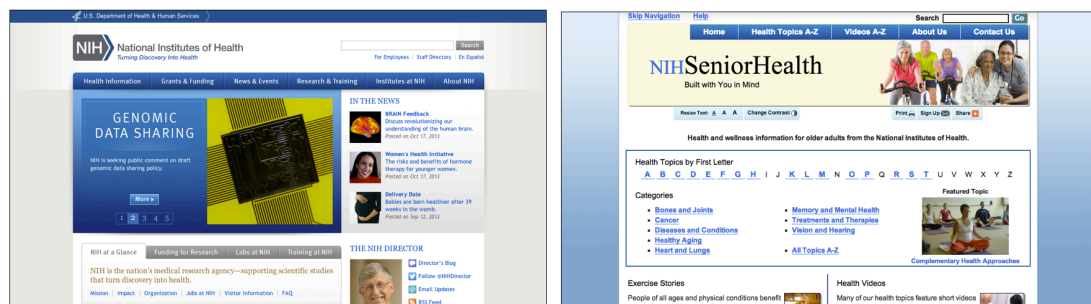 U.S. Department of Health & Human Services
NIH
National Institutes of Health
Turning Discovery Into Health
Search
For Employees | Staff Directory | En Español
Health Information
Grants & Funding
News & Events
Research & Training
Institutes at NIH
About NIH
GENOMIC
DATA SHARING
NIH is seeking public comment on draft
genomic data sharing policy.
More
1 2 3 4 5
IN THE NEWS
BRAIN Feedback
Discuss revolutionizing our
understanding of the human brain.
Posted on Oct 17, 2013
Women's Health Initiative
The risks and benefits of hormone
therapy for younger women.
Posted on Oct 17, 2013
Delivery Date
Babies are born healthier after 39
weeks in the womb.
Posted on Sep 12, 2013
NIH at a Glance
Funding for Research
Labs at NIH
Training at NIH
NIH is the nation's medical research agency—supporting scientific studies
that turn discovery into health.
Mission | Impact | Organization | Jobs at NIH | Visitor Information | FAQ
THE NIH DIRECTOR
Director's Blog
Follow @NIHDirector
Email Updates
RSS Feed
Skip Navigation Help
Search
Go
Home
Health Topics A-Z
Videos A-Z
About Us
Contact Us
NIHSeniorHealth
Built with You in Mind
Resize Text: A A A Change Contrast
Print Sign Up Share
Health and wellness information for older adults from the National Institutes of Health.
Health Topics by First Letter
A B C D E F G H I J K L M N O P Q R S T U V W X Y Z
Categories
Bones and Joints
Cancer
Diseases and Conditions
Healthy Aging
Heart and Lungs
Memory and Mental Health
Treatments and Therapies
Vision and Hearing
All Topics A-Z
Featured Topic
Complementary Health Approaches
Exercise Stories
People of all ages and physical conditions benefit
Health Videos
Many of our health topics feature short videos